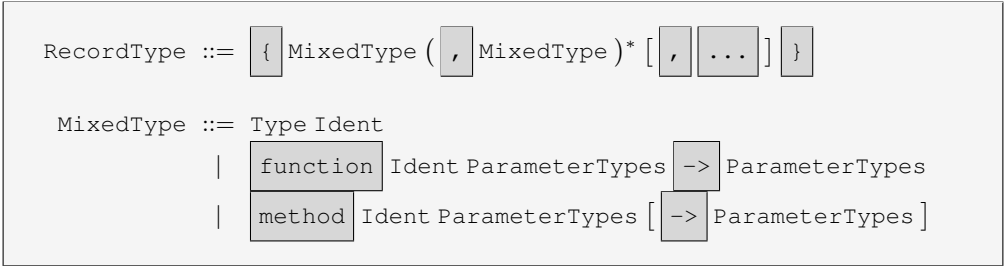 RecordType ::= { MixedType ( , MixedType )* [ , ... ] }
MixedType ::= Type Ident
| function Ident ParameterTypes -> ParameterTypes
| method Ident ParameterTypes [ -> ParameterTypes ]